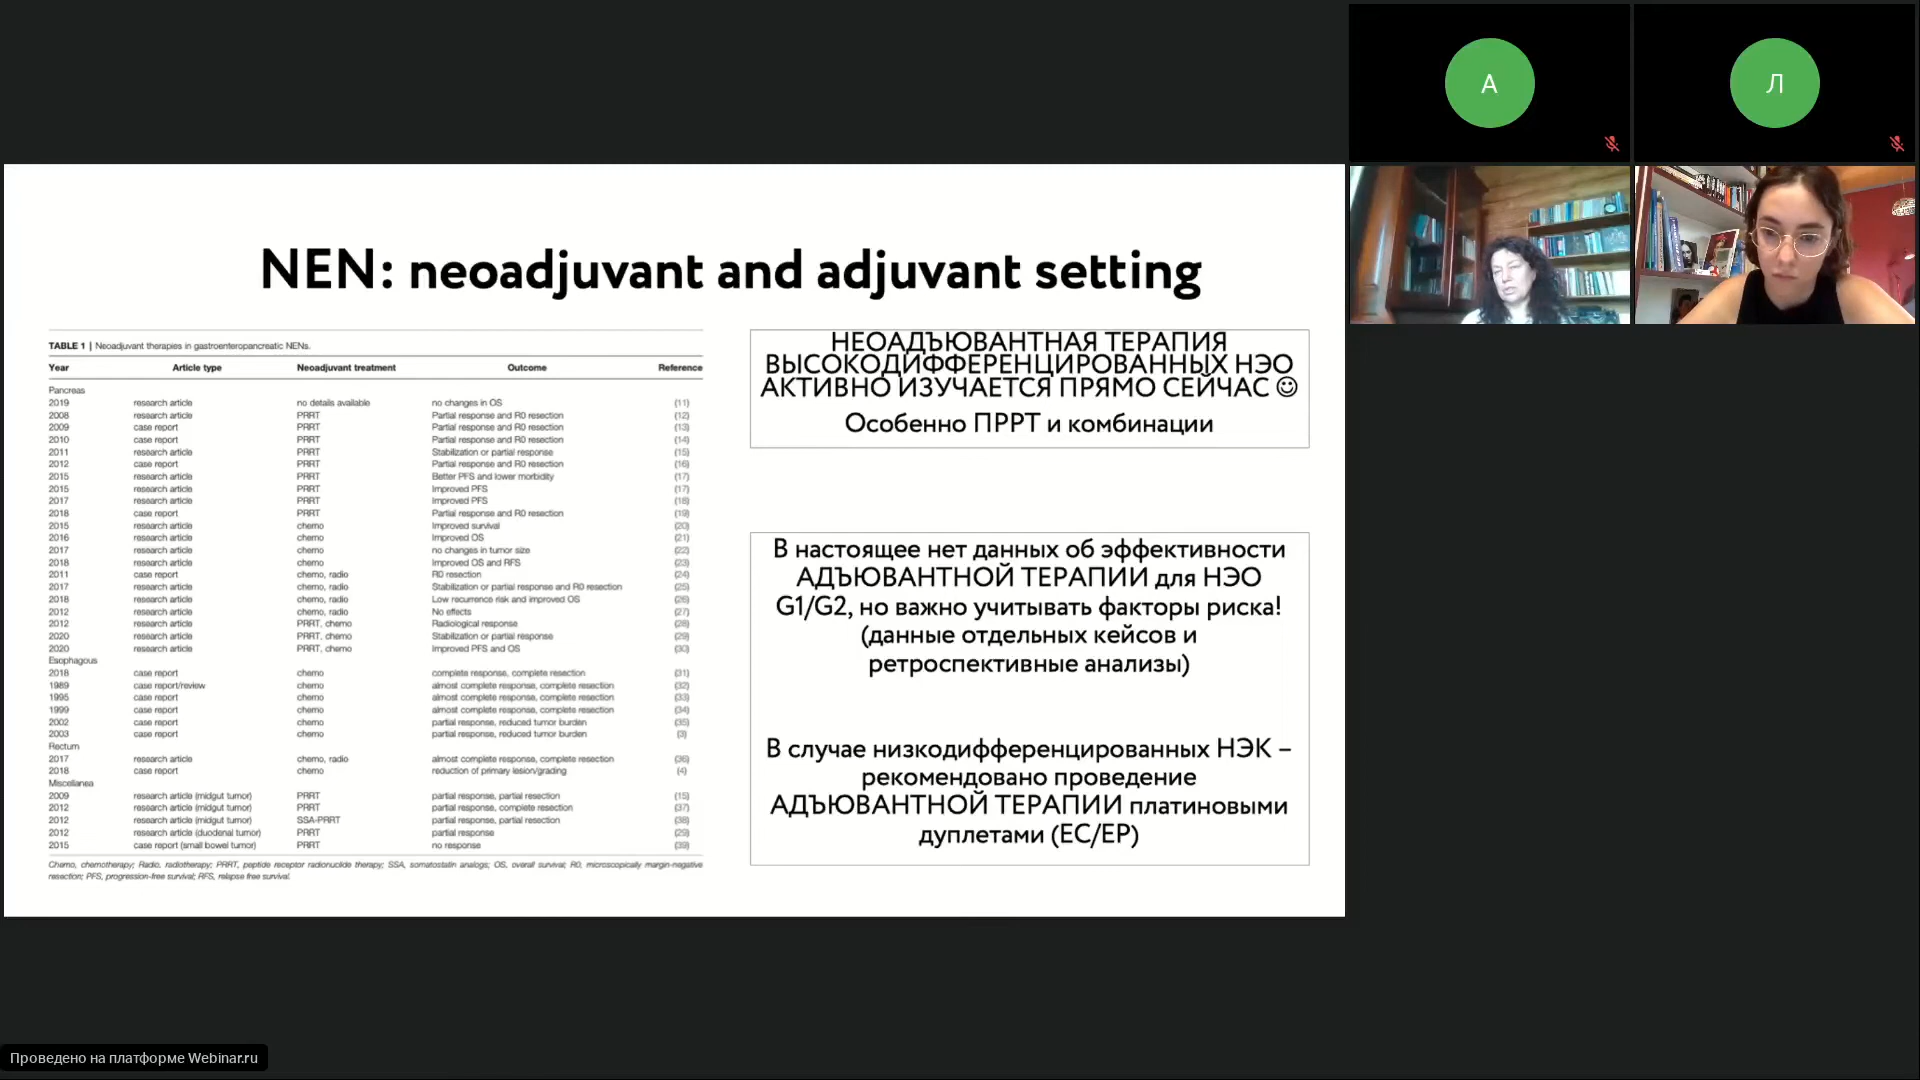 А
Л
NEN: neoadjuvant and adjuvant setting
TABLE 1 | Neoadjuvant therapies in gastroenteropancreatic NENs.
Year Article type Neoadjuvant treatment Outcome Reference
Pancreas
2019 research article no details available no changes in OS (11)
2008 research article PRRT Partial response and R0 resection (12)
2009 case report PRRT Partial response and R0 resection (13)
2010 case report PRRT Partial response and R0 resection (14)
2011 research article PRRT Stabilization or partial response (15)
2012 case report PRRT Partial response and R0 resection (16)
2015 research article PRRT Better PFS and lower morbidity (17)
2015 research article PRRT Improved PFS (17)
2017 research article PRRT Improved PFS (18)
2018 case report PRRT Partial response and R0 resection (19)
2015 research article chemo Improved survival (20)
2016 research article chemo Improved OS (21)
2017 research article chemo no changes in tumor size (22)
2018 research article chemo Improved OS and RFS (23)
2011 case report chemo, radio R0 resection (24)
2017 research article chemo, radio Stabilization or partial response and R0 resection (25)
2018 research article chemo, radio Low recurrence risk and improved OS (26)
2012 research article chemo, radio No effects (27)
2012 research article PRRT, chemo Radiological response (28)
2020 research article PRRT, chemo Stabilization or partial response (29)
2020 research article PRRT, chemo Improved PFS and OS (30)
Esophagous
2018 case report chemo complete response, complete resection (31)
1989 case report/review chemo almost complete response, complete resection (32)
1995 case report chemo almost complete response, complete resection (33)
1999 case report chemo almost complete response, complete resection (34)
2002 case report chemo partial response, reduced tumor burden (35)
2003 case report chemo partial response, reduced tumor burden (3)
Rectum
2017 research article chemo, radio almost complete response, complete resection (36)
2018 case report chemo reduction of primary lesion/grading (4)
Miscellanea
2009 research article (midgut tumor) PRRT partial response, partial resection (15)
2012 research article (midgut tumor) PRRT partial response, complete resection (37)
2012 research article (midgut tumor) SSA-PRRT partial response, partial resection (38)
2012 research article (duodenal tumor) PRRT partial response (29)
2015 case report (small bowel tumor) PRRT no response (39)
Chemo, chemotherapy; Radio, radiotherapy; PRRT, peptide receptor radionuclide therapy; SSA, somatostatin analogs; OS, overall survival; R0, microscopically margin-negative
resection; PFS, progression-free survival; RFS, relapse free survival.
НЕОАДЪЮВАНТНАЯ ТЕРАПИЯ
ВЫСОКОДИФФЕРЕНЦИРОВАННЫХ НЭО
АКТИВНО ИЗУЧАЕТСЯ ПРЯМО СЕЙЧАС ☺
Особенно ПРРТ и комбинации
В настоящее нет данных об эффективности
АДЪЮВАНТНОЙ ТЕРАПИИ для НЭО
G1/G2, но важно учитывать факторы риска!
(данные отдельных кейсов и
ретроспективные анализы)
В случае низкодифференцированных НЭК –
рекомендовано проведение
АДЪЮВАНТНОЙ ТЕРАПИИ платиновыми
дуплетами (EC/EP)
Проведено на платформе Webinar.ru